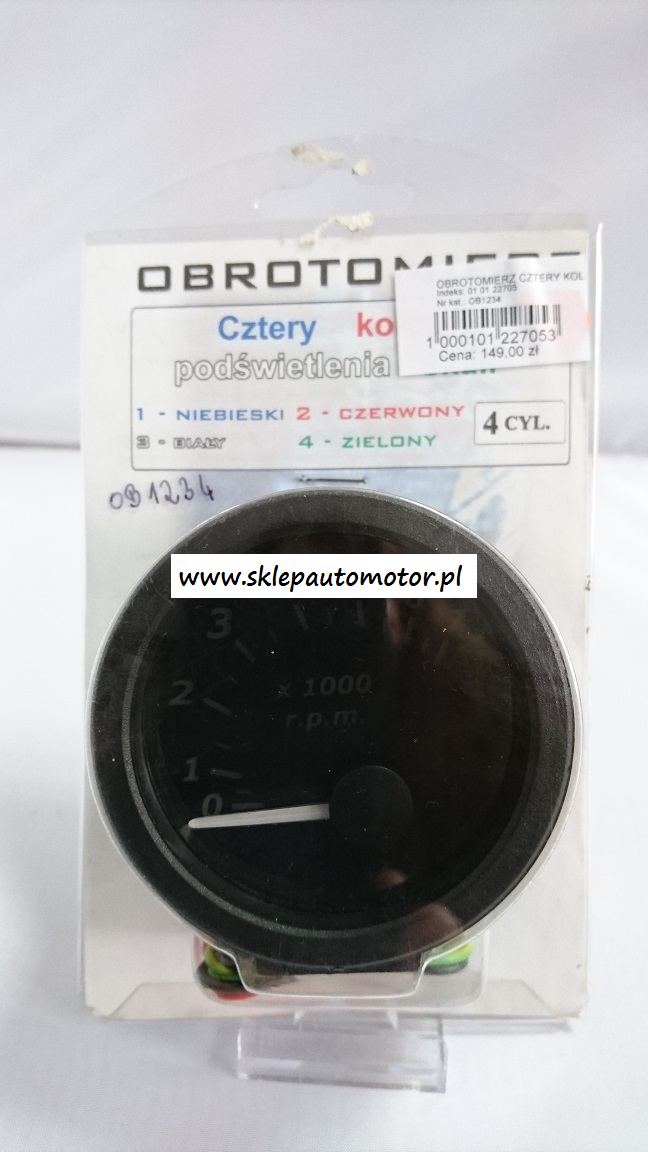 OBROTOMIERZ
OBROTOMIERZ CZTERY KOL
Indeks: 01 01 22705
Nr kat.: OB1234
1 000101 227053
Cena: 149,00 zł
Cztery ko
podświetlenia
1 - NIEBIESKI 2 - CZERWONY
3 - BIAŁY 4 - ZIELONY
4 CYL.
OB1234
www.sklepautomotor.pl
3
x 1000
2
r.p.m.
1
0